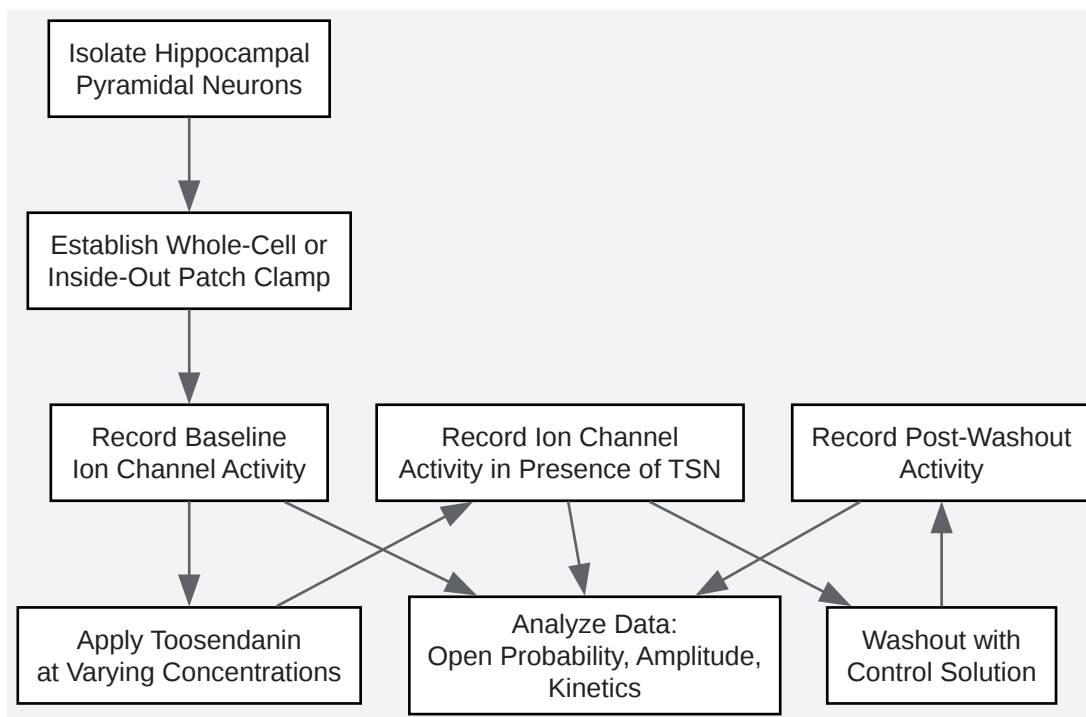 Isolate Hippocampal
Pyramidal Neurons
Establish Whole-Cell or
Inside-Out Patch Clamp
Record Baseline
Ion Channel Activity
Record Ion Channel
Activity in Presence of TSN
Record Post-Washout
Activity
Apply Toosendanin
at Varying Concentrations
Analyze Data:
Open Probability, Amplitude,
Kinetics
Washout with
Control Solution